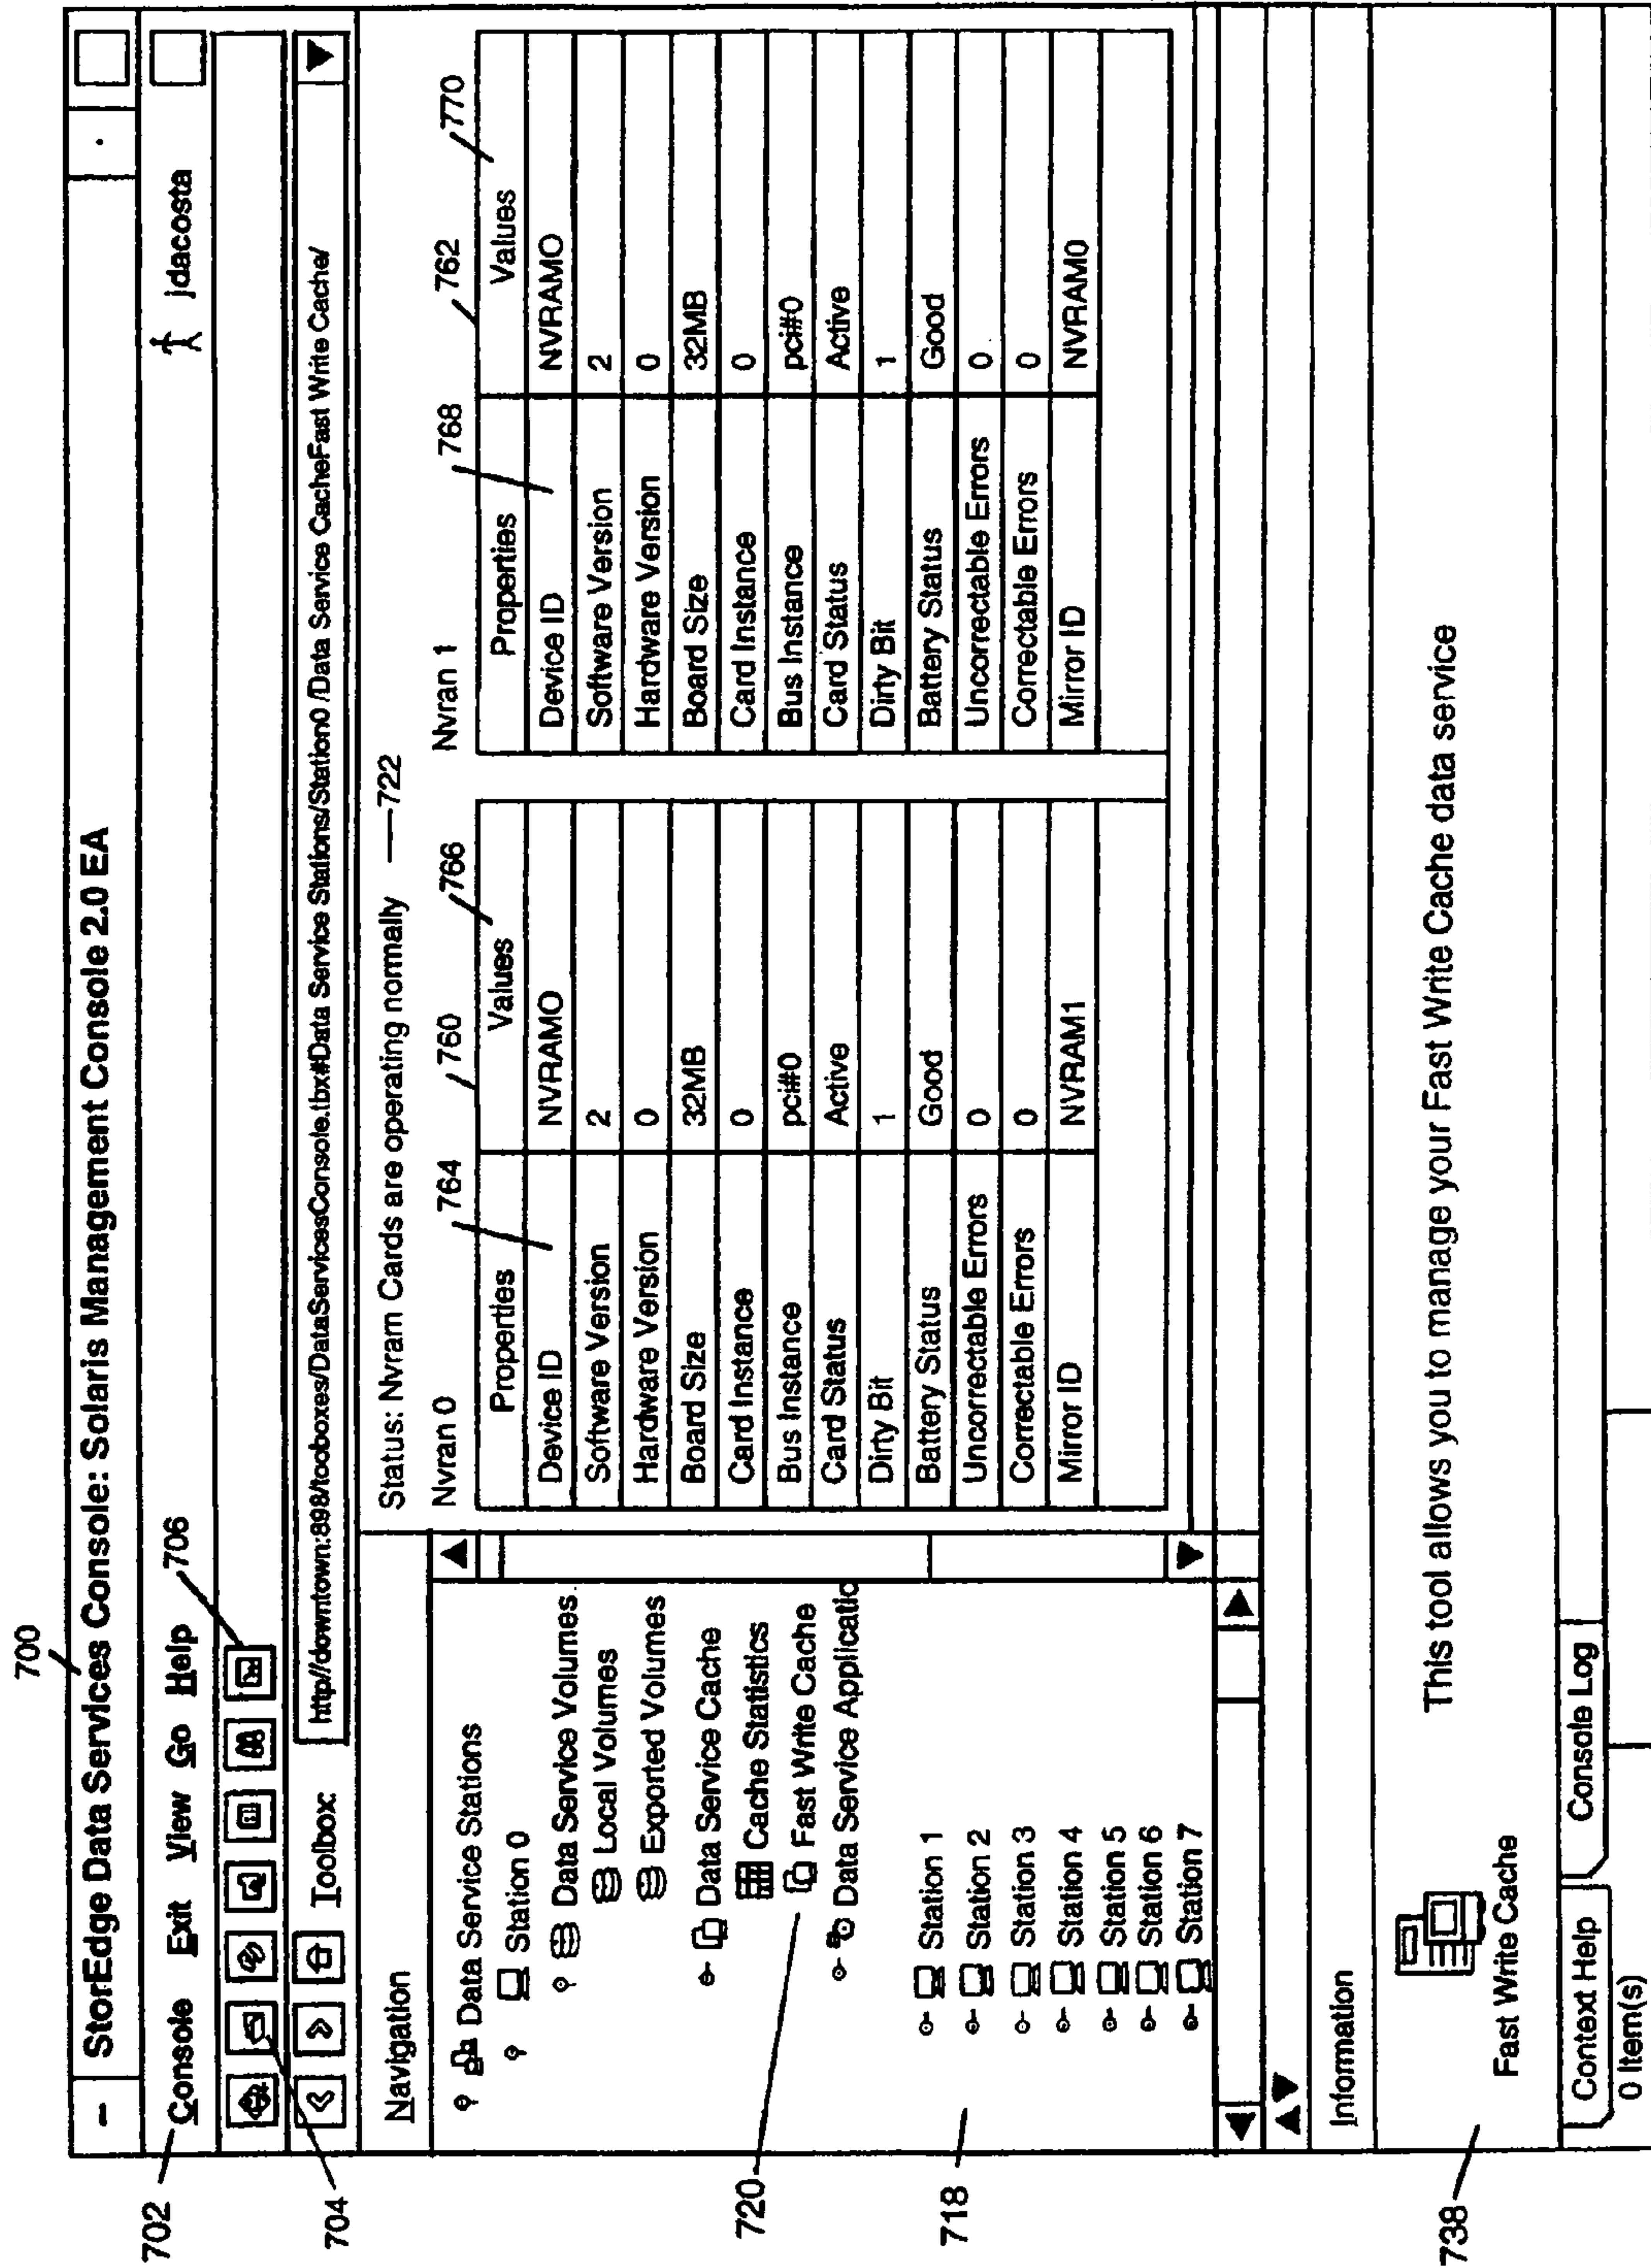 700
StorEdge Data Services Console: Solaris Management Console 2.0 EA
702
Console Exit View Go Help
jdacosta
704
706
Toolbox:
http//downtown:898/tooboxes/DataServicesConsole.tbx#Data Service Stations/Station0 /Data Service CacheFast Write Cache/
Navigation
Data Service Stations
Station 0
Data Service Volumes
Local Volumes
Exported Volumes
Data Service Cache
Cache Statistics
720
Fast Write Cache
Data Service Applicatio
Station 1
Station 2
Station 3
Station 4
Station 5
Station 6
Station 7
718
Status: Nvram Cards are operating normally 722
Nvran 0 764 760 766
Properties Values
Device ID NVRAMO
Software Version 2
Hardware Version 0
Board Size 32MB
Card Instance 0
Bus Instance pci#0
Card Status Active
Dirty Bit 1
Battery Status Good
Uncorrectable Errors 0
Correctable Errors 0
Mirror ID NVRAM1
Nvran 1 768 762 770
Properties Values
Device ID NVRAMO
Software Version 2
Hardware Version 0
Board Size 32MB
Card Instance 0
Bus Instance pci#0
Card Status Active
Dirty Bit 1
Battery Status Good
Uncorrectable Errors 0
Correctable Errors 0
Mirror ID NVRAM0
Information
738
Fast Write Cache
This tool allows you to manage your Fast Write Cache data service
Context Help Console Log
0 Item(s)